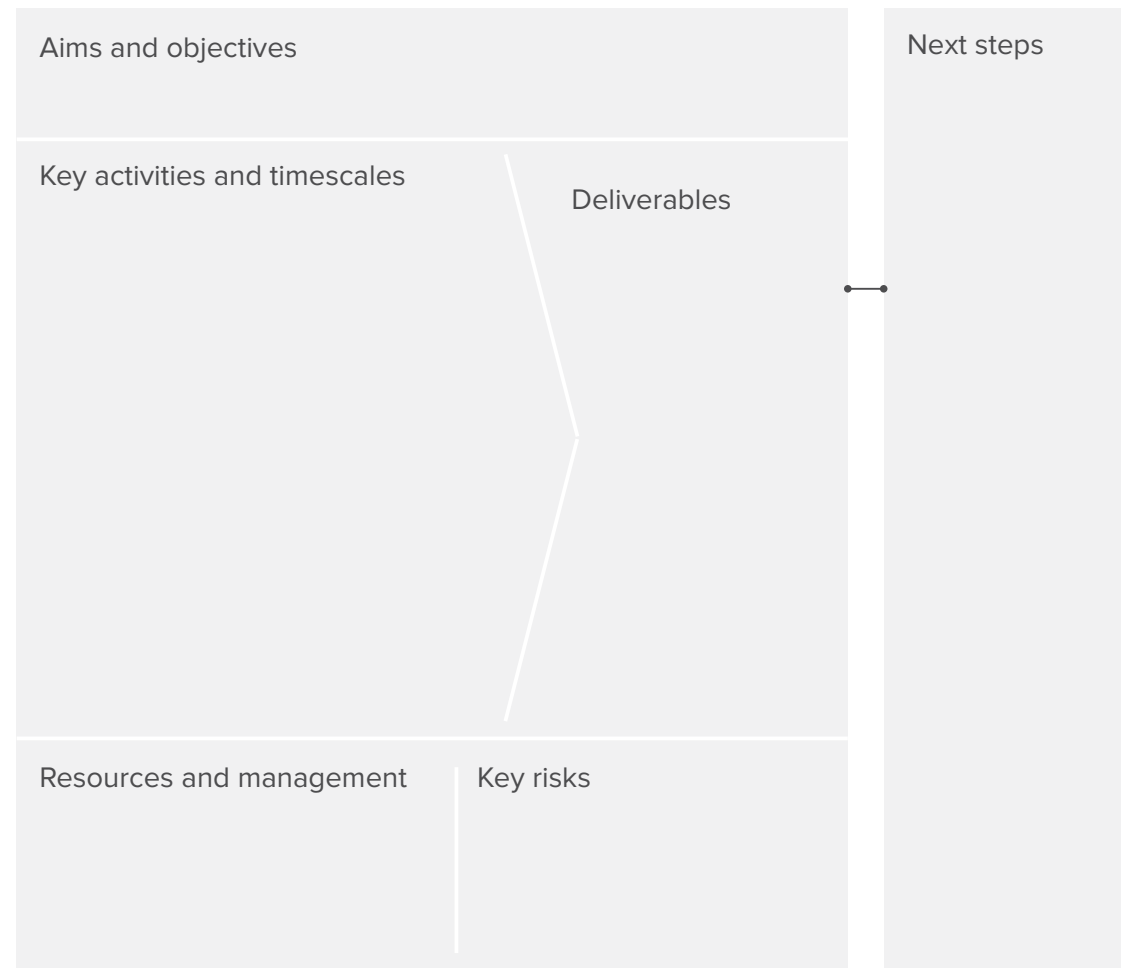 Aims and objectives
Key activities and timescales
Deliverables
Resources and management
Key risks
Next steps